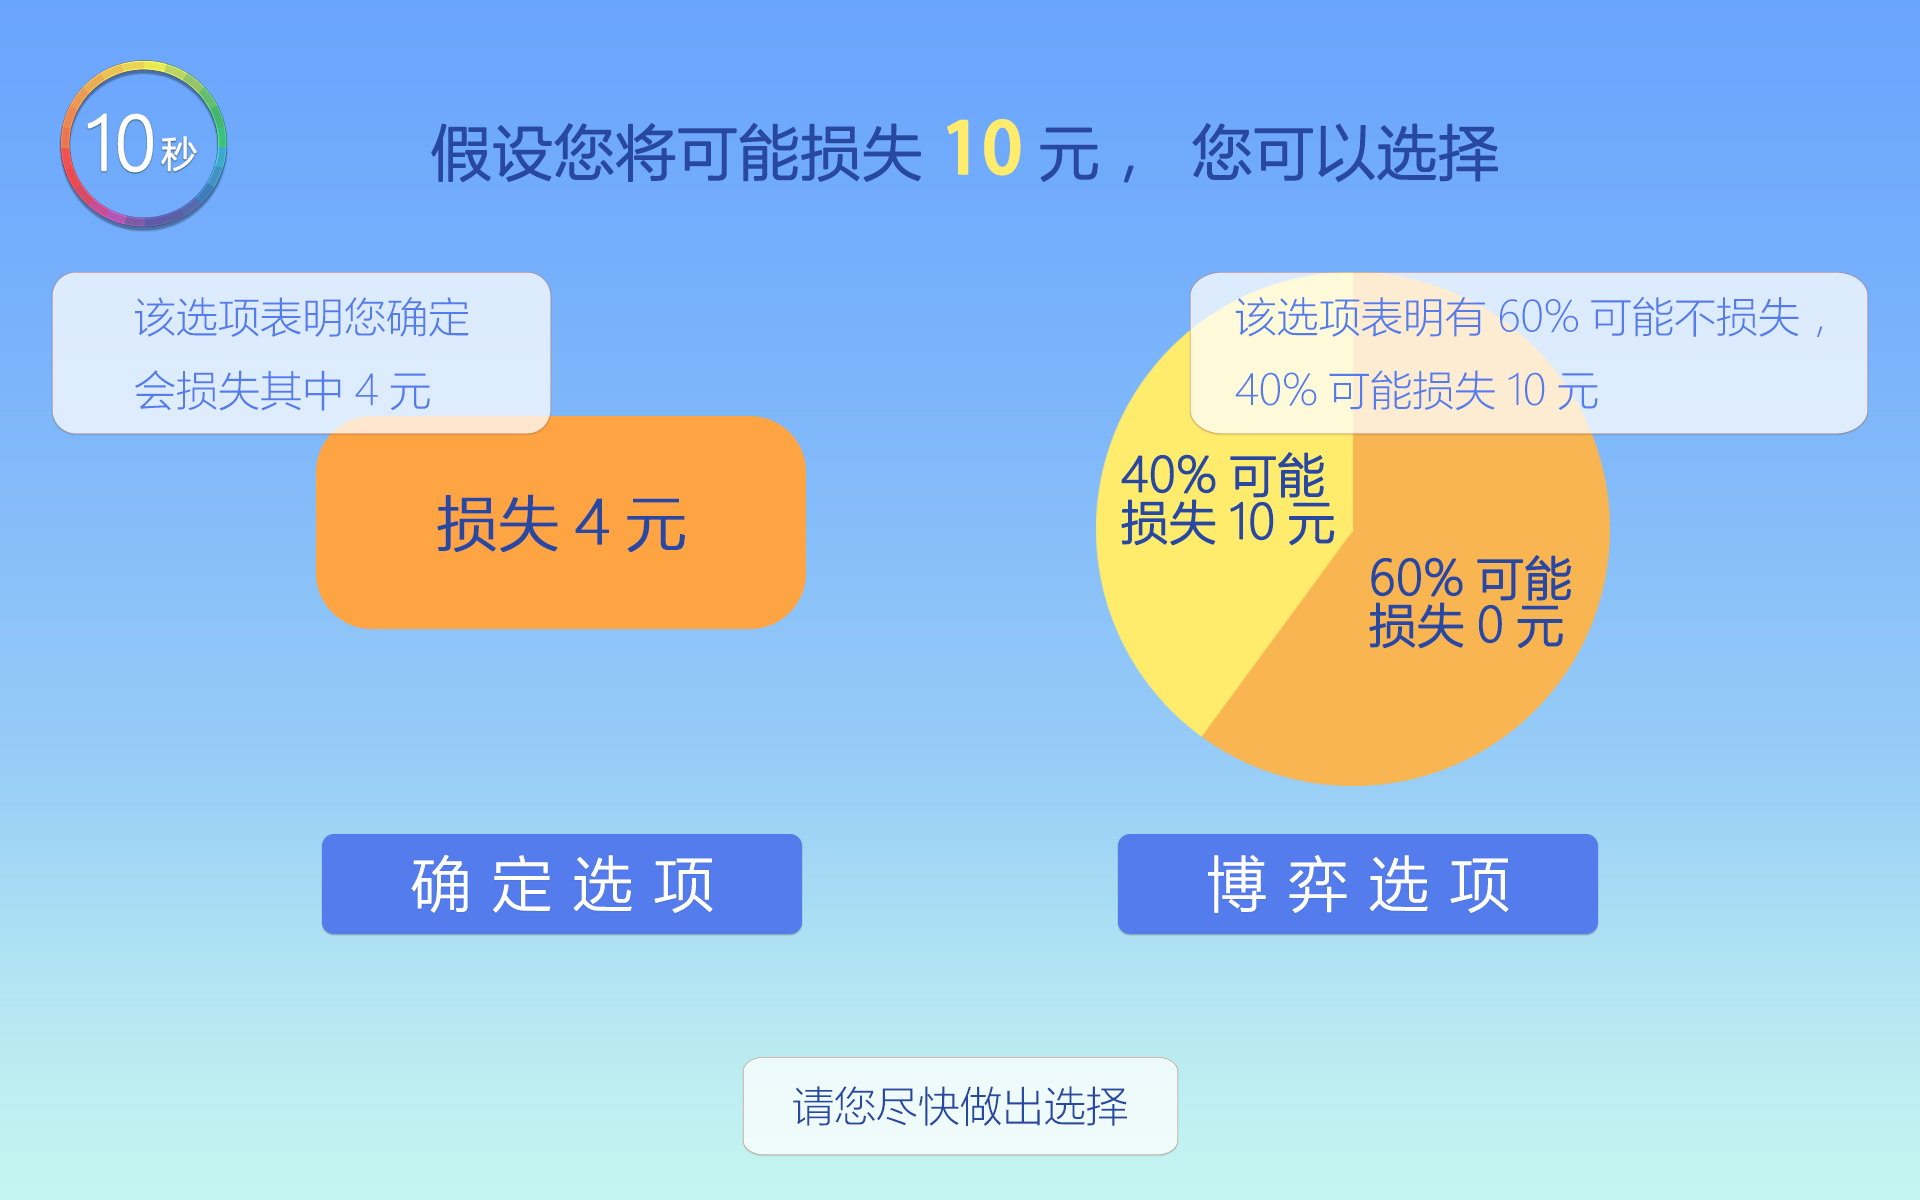 10秒
假设您将可能损失 10 元， 您可以选择
该选项表明您确定
会损失其中 4 元
损失 4 元
该选项表明有 60% 可能不损失，
40% 可能损失 10 元
40% 可能
损失 10 元
60% 可能
损失 0 元
确定选项
博弈选项
请您尽快做出选择